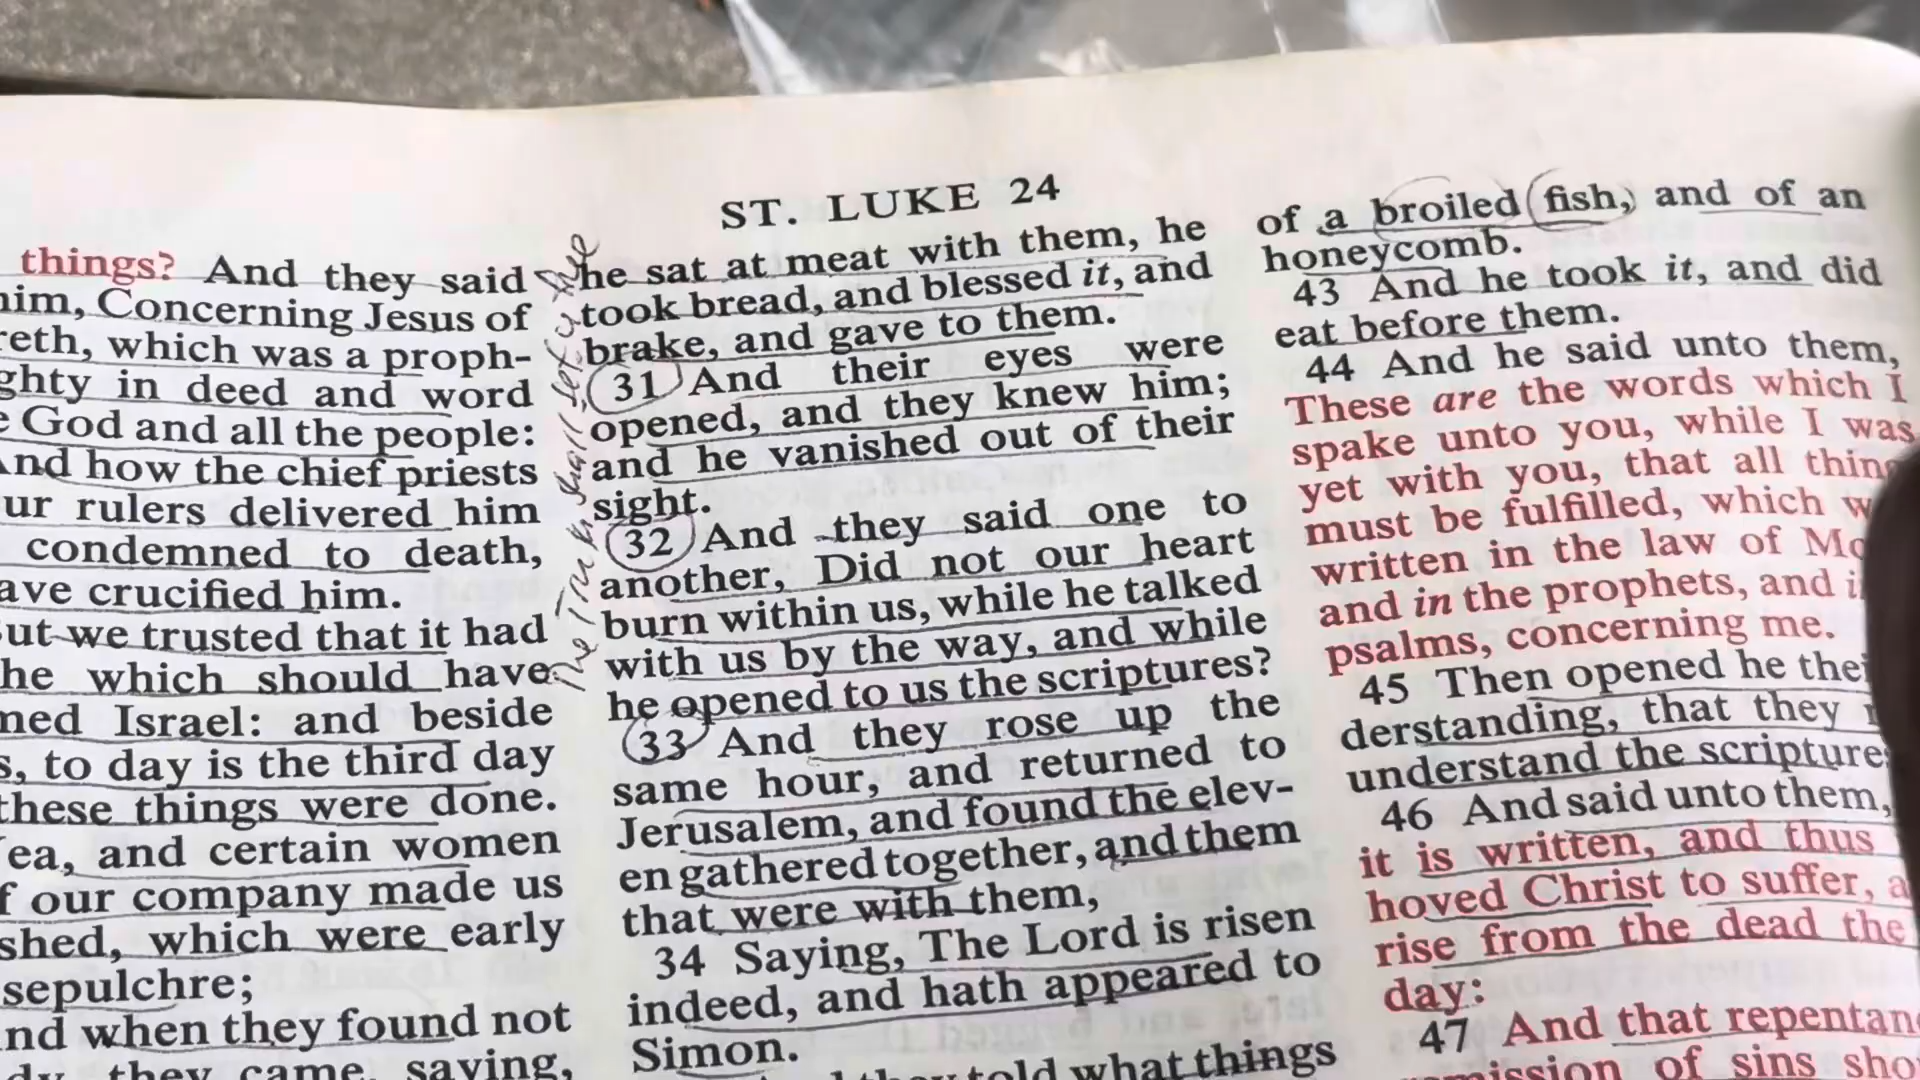 ST. LUKE 24
things? And they said
him, Concerning Jesus of
reth, which was a proph-
ghty in deed and word
God and all the people:
And how the chief priests
ur rulers delivered him
condemned to death,
ave crucified him.
ut we trusted that it had
he which should have
med Israel: and beside
s, to day is the third day
these things were done.
ea, and certain women
f our company made us
shed, which were early
sepulchre;
nd when they found not
they came, saying,
The Truth shall set u free
he sat at meat with them, he
took bread, and blessed it, and
brake, and gave to them.
31 And their eyes were
opened, and they knew him;
and he vanished out of their
sight.
32 And they said one to
another, Did not our heart
burn within us, while he talked
with us by the way, and while
he opened to us the scriptures?
33 And they rose up the
same hour, and returned to
Jerusalem, and found the elev-
en gathered together, and them
that were with them,
34 Saying, The Lord is risen
indeed, and hath appeared to
Simon.
they told what things
of a broiled fish, and of an
honeycomb.
43 And he took it, and did
eat before them.
44 And he said unto them,
These are the words which I
spake unto you, while I was
yet with you, that all thing
must be fulfilled, which w
written in the law of Mo
and in the prophets, and i
psalms, concerning me.
45 Then opened he thei
derstanding, that they
understand the scripture
46 And said unto them,
it is written, and thus
hoved Christ to suffer, a
rise from the dead the
day:
47 And that repentan
mission of sins sho